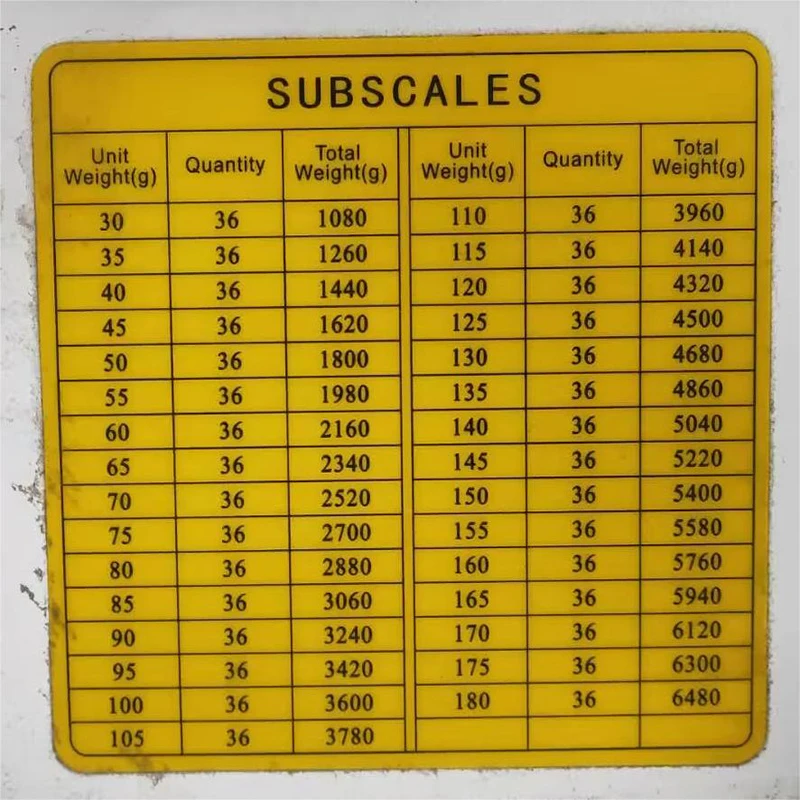 SUBSCALES
Unit Weight(g) Quantity Total Weight(g) Unit Weight(g) Quantity Total Weight(g)
30 36 1080 110 36 3960
35 36 1260 115 36 4140
40 36 1440 120 36 4320
45 36 1620 125 36 4500
50 36 1800 130 36 4680
55 36 1980 135 36 4860
60 36 2160 140 36 5040
65 36 2340 145 36 5220
70 36 2520 150 36 5400
75 36 2700 155 36 5580
80 36 2880 160 36 5760
85 36 3060 165 36 5940
90 36 3240 170 36 6120
95 36 3420 175 36 6300
100 36 3600 180 36 6480
105 36 3780